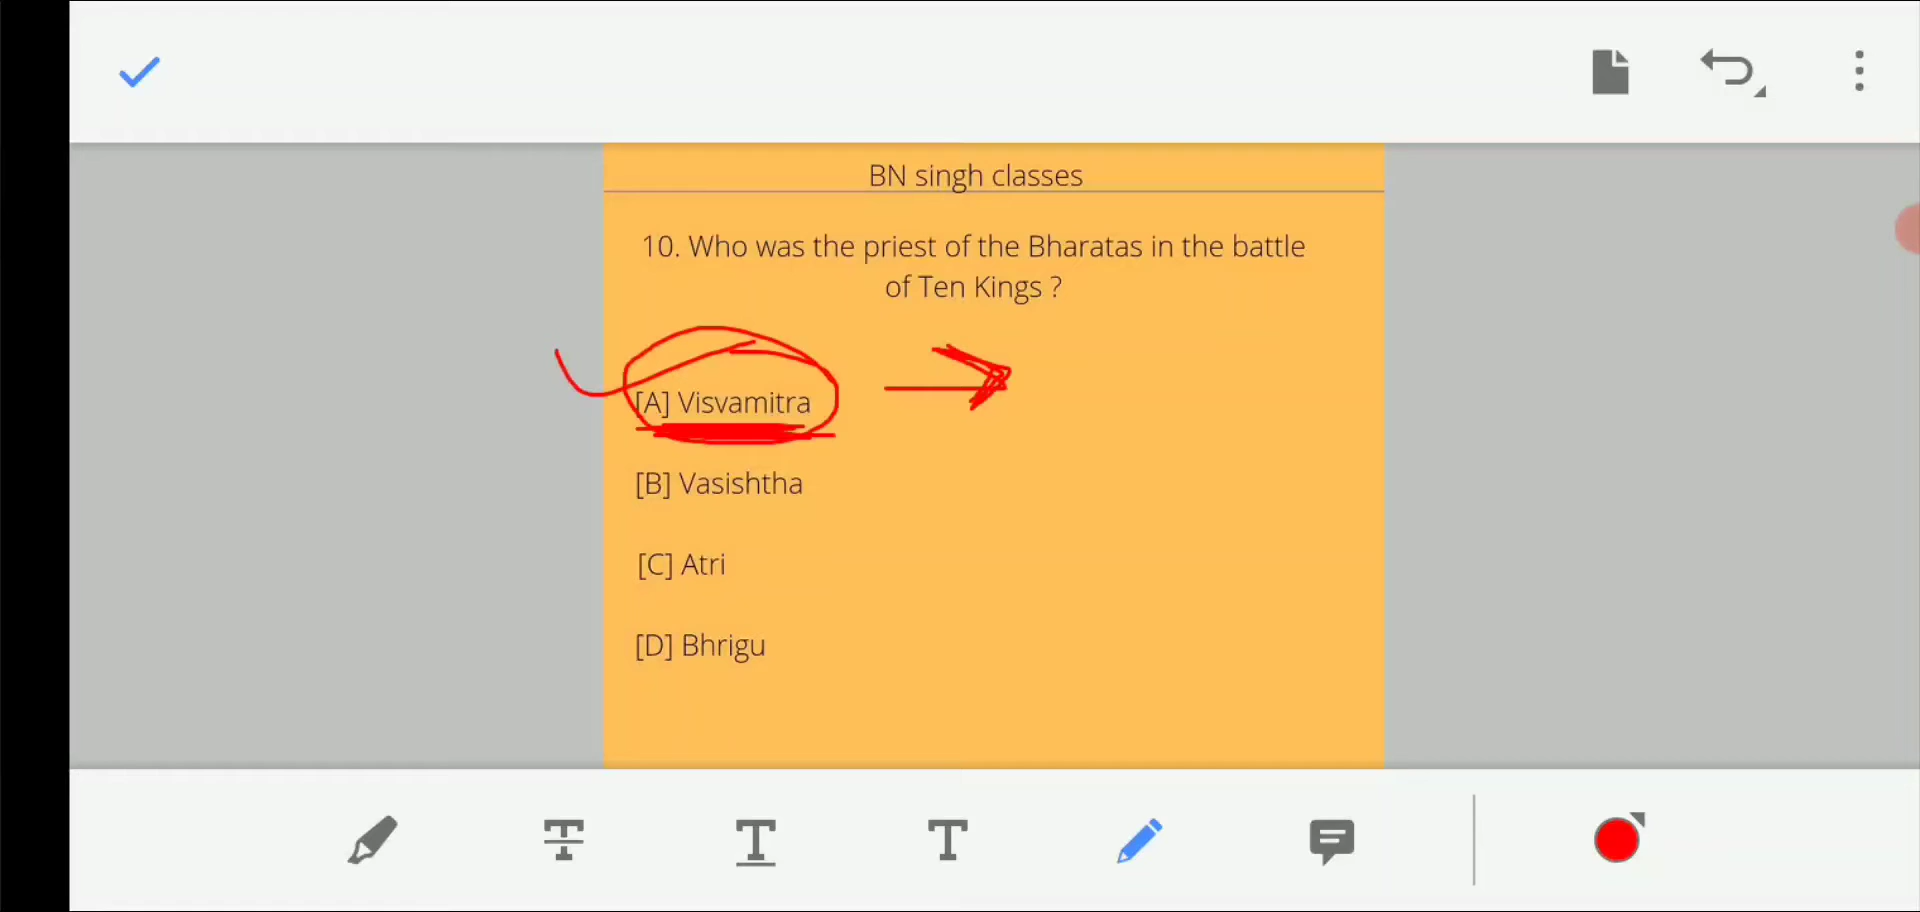 BN singh classes
10. Who was the priest of the Bharatas in the battle
of Ten Kings ?
[A] Visvamitra
[B] Vasishtha
[C] Atri
[D] Bhrigu